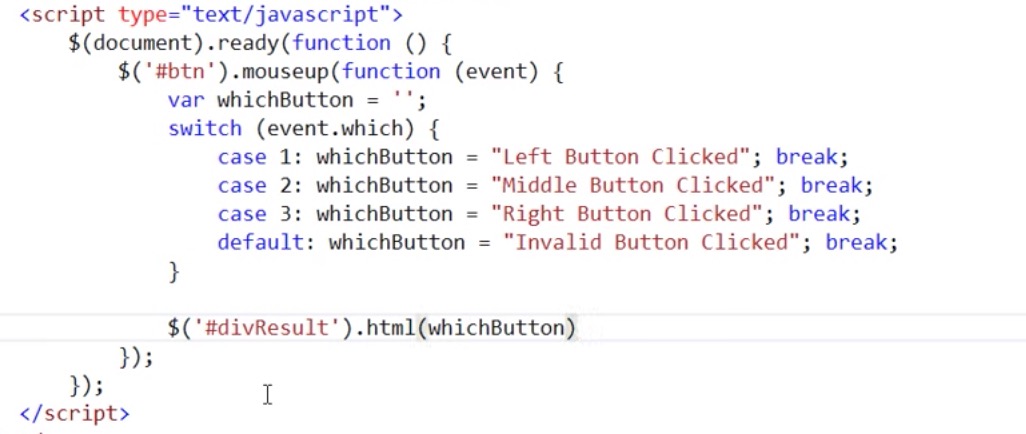 <script type="text/javascript">
    $(document).ready(function () {
        $('#btn').mouseup(function (event) {
            var whichButton = '';
            switch (event.which) {
                case 1: whichButton = "Left Button Clicked"; break;
                case 2: whichButton = "Middle Button Clicked"; break;
                case 3: whichButton = "Right Button Clicked"; break;
                default: whichButton = "Invalid Button Clicked"; break;
            }

            $('#divResult').html(whichButton)
        });
    });
</script>